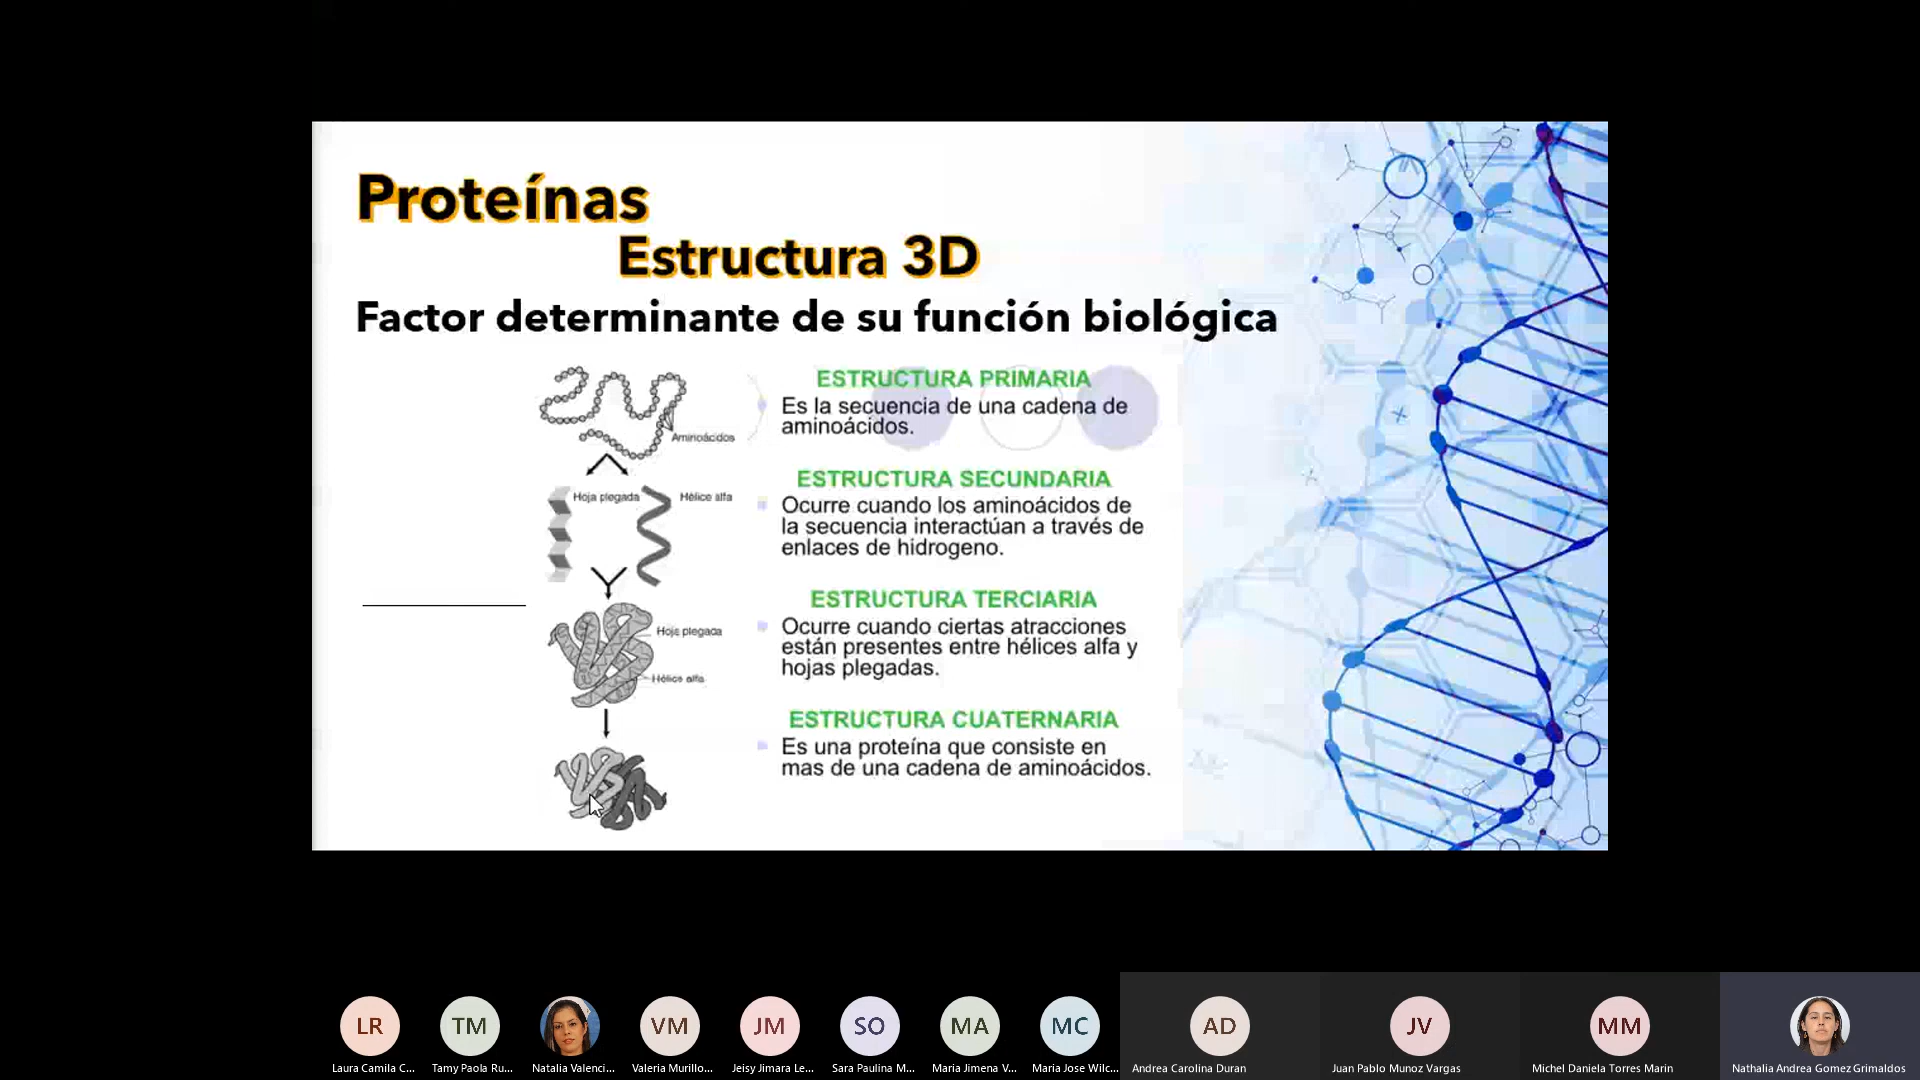 Proteínas
Estructura 3D
Factor determinante de su función biológica
Aminoácidos
Hoja plegada
Hélice alfa
Hoja plegada
Hélice alfa
ESTRUCTURA PRIMARIA
Es la secuencia de una cadena de
aminoácidos.
ESTRUCTURA SECUNDARIA
Ocurre cuando los aminoácidos de
la secuencia interactúan a través de
enlaces de hidrogeno.
ESTRUCTURA TERCIARIA
Ocurre cuando ciertas atracciones
están presentes entre hélices alfa y
hojas plegadas.
ESTRUCTURA CUATERNARIA
Es una proteína que consiste en
mas de una cadena de aminoácidos.
LR
TM
VM
JM
SO
MA
MC
AD
JV
MM
Laura Camila C...
Tamy Paola Ru...
Natalia Valenci...
Valeria Murillo...
Jeisy Jimara Le...
Sara Paulina M...
Maria Jimena V...
Maria Jose Wilc...
Andrea Carolina Duran
Juan Pablo Munoz Vargas
Michel Daniela Torres Marin
Nathalia Andrea Gomez Grimaldos